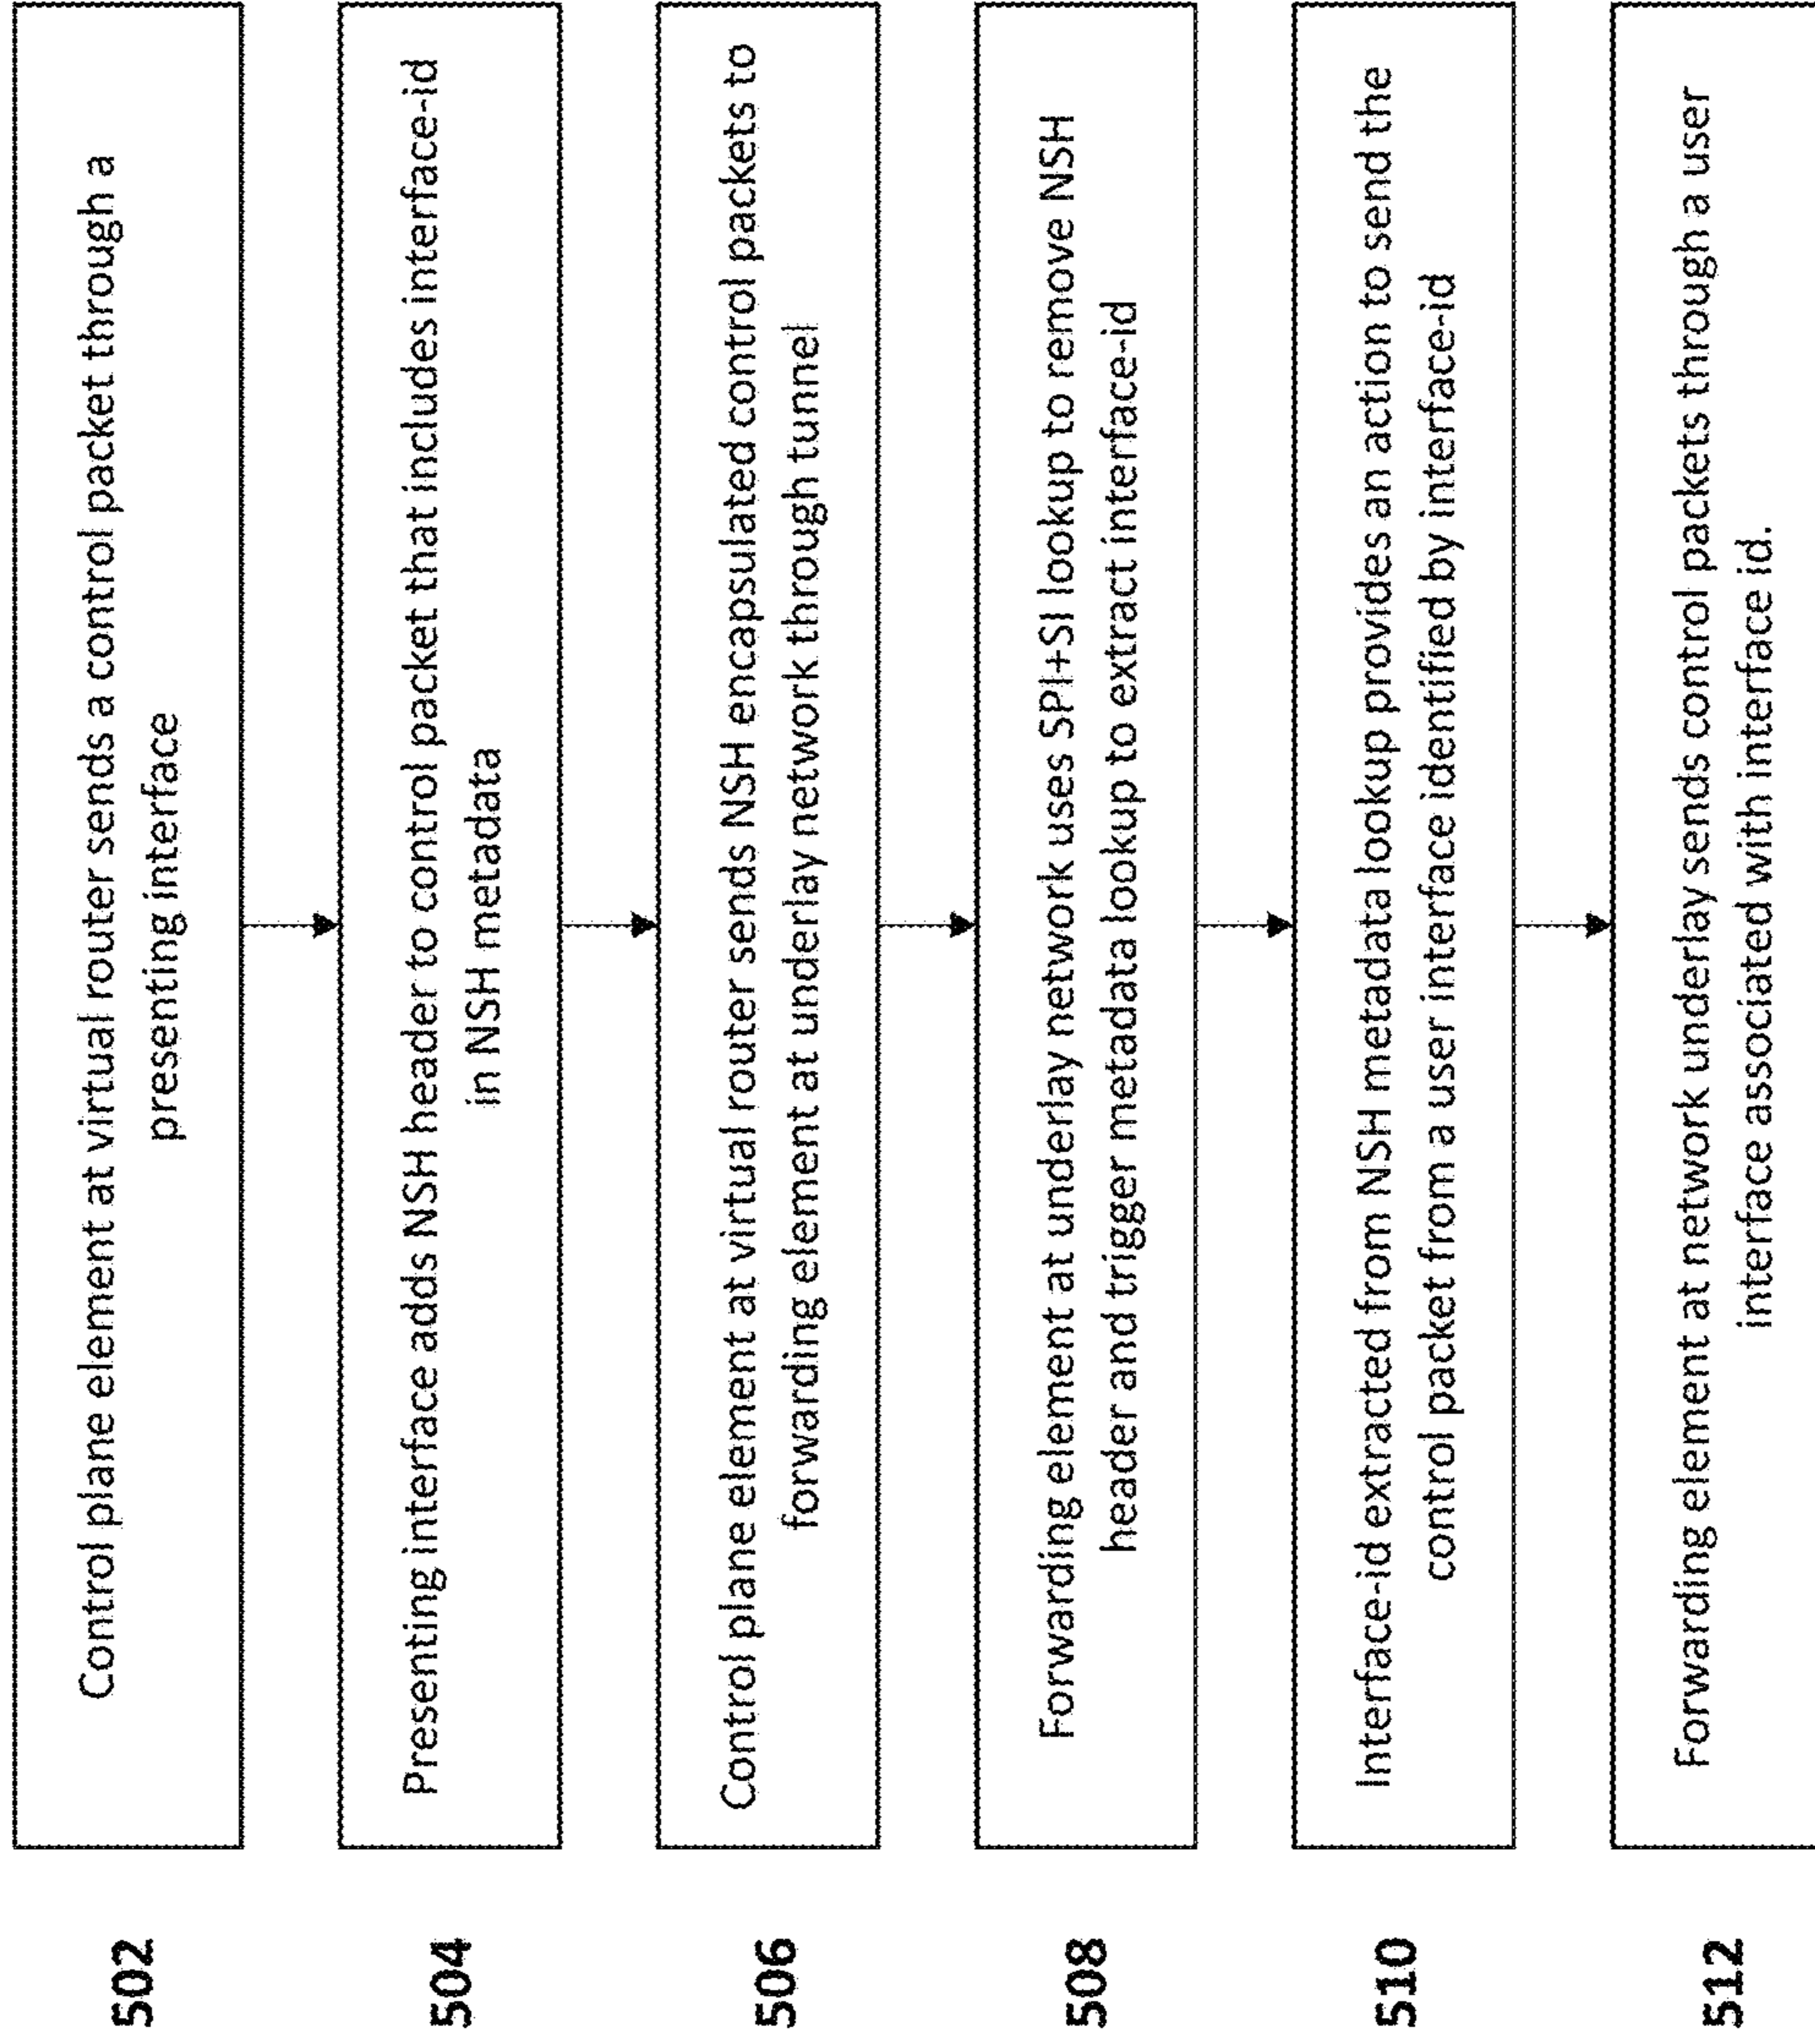 502
Control plane element at virtual router sends a control packet through a
presenting interface
504
Presenting interface adds NSH header to control packet that includes interface-id
in NSH metadata
506
Control plane element at virtual router sends NSH encapsulated control packets to
forwarding element at underlay network through tunnel
508
Forwarding element at underlay network uses SPI+SI lookup to remove NSH
header and trigger metadata lookup to extract interface-id
510
Interface-id extracted from NSH metadata lookup provides an action to send the
control packet from a user interface identified by interface-id
512
Forwarding element at network underlay sends control packets through a user
interface associated with interface id.